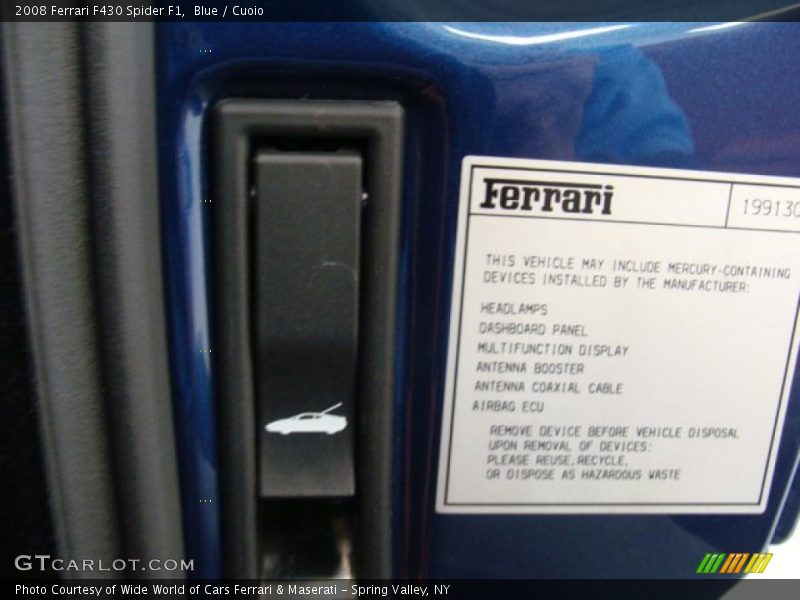 2008 Ferrari F430 Spider F1, Blue / Cuoio
Ferrari
THIS VEHICLE MAY INCLUDE MERCURY-CONTAINING
DEVICES INSTALLED BY THE MANUFACTURER:
HEADLAMPS
DASHBOARD PANEL
MULTIFUNCTION DISPLAY
ANTENNA BOOSTER
ANTENNA COAXIAL CABLE
AIRBAG ECU
REMOVE DEVICE BEFORE VEHICLE DISPOSAL
UPON REMOVAL OF DEVICES:
PLEASE REUSE,RECYCLE,
OR DISPOSE AS HAZARDOUS WASTE
GTCARLOT.COM
Photo Courtesy of Wide World of Cars Ferrari & Maserati - Spring Valley, NY